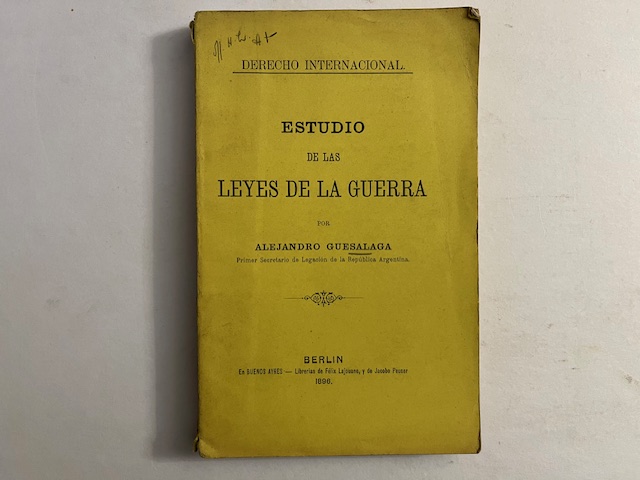 DERECHO INTERNACIONAL.
ESTUDIO
DE LAS
LEYES DE LA GUERRA
POR
ALEJANDRO GUESALAGA
Primer Secretario de Legacion de la República Argentina.
BERLIN
En BUENOS AYRES — Librerias de Félix Lajouane, y de Jacobo Peuser
1896.